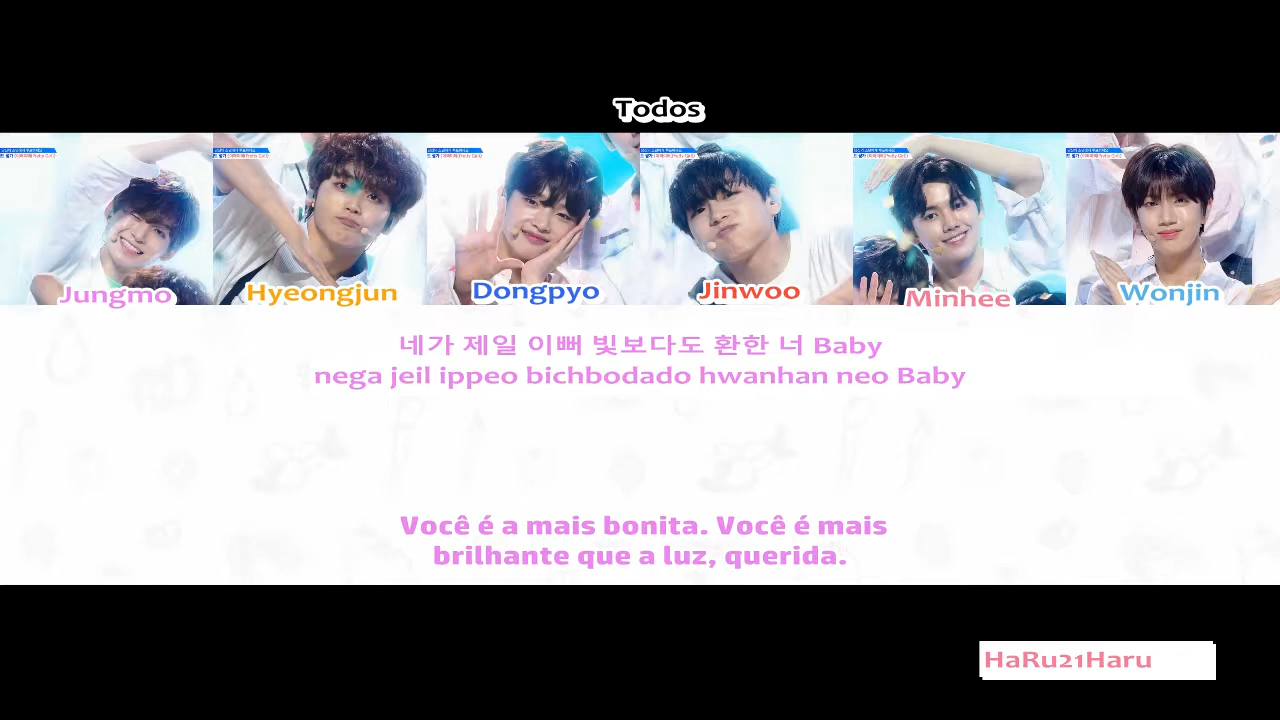 Todos
Jungmo
Hyeongjun
Dongpyo
Jinwoo
Minhee
Wonjin
네가 제일 이뻐 빛보다도 환한 너 Baby
nega jeil ippeo bichbodado hwanhan neo Baby
Você é a mais bonita. Você é mais
brilhante que a luz, querida.
HaRu21Haru